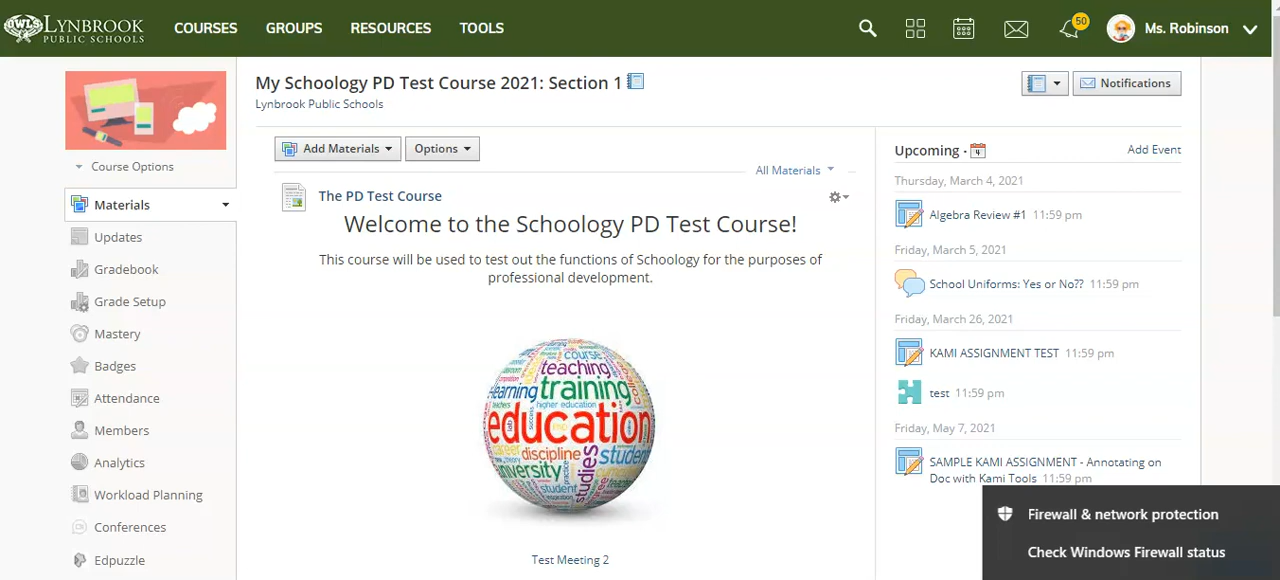 OWLS LYNBROOK
PUBLIC SCHOOLS
COURSES GROUPS RESOURCES TOOLS
50
Ms. Robinson
My Schoology PD Test Course 2021: Section 1
Lynbrook Public Schools
Notifications
Course Options
Materials
Updates
Gradebook
Grade Setup
Mastery
Badges
Attendance
Members
Analytics
Workload Planning
Conferences
Edpuzzle
Add Materials
Options
All Materials
The PD Test Course
Welcome to the Schoology PD Test Course!
This course will be used to test out the functions of Schoology for the purposes of
professional development.
course
teaching
learning training
higher education
education
career discipline
university student
studies
student
Test Meeting 2
Upcoming · 4
Add Event
Thursday, March 4, 2021
Algebra Review #1 11:59 pm
Friday, March 5, 2021
School Uniforms: Yes or No?? 11:59 pm
Friday, March 26, 2021
KAMI ASSIGNMENT TEST 11:59 pm
test 11:59 pm
Friday, May 7, 2021
SAMPLE KAMI ASSIGNMENT - Annotating on
Doc with Kami Tools 11:59 pm
Firewall & network protection
Check Windows Firewall status